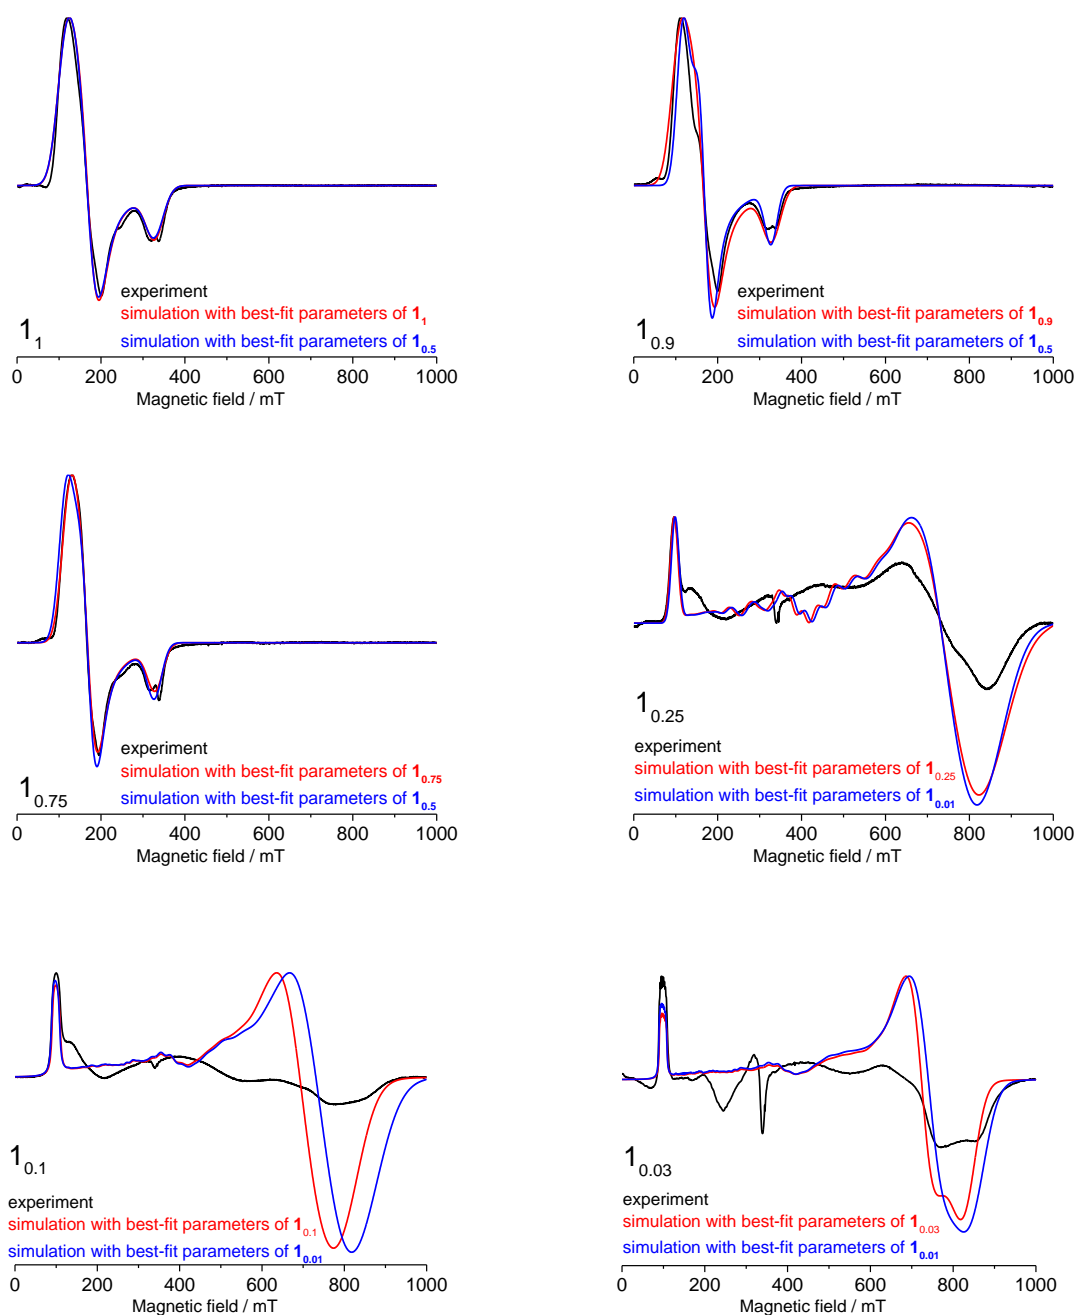 experiment
simulation with best-fit parameters of 1₁
simulation with best-fit parameters of 1₀.₅
1₁
0 200 400 600 800 1000
Magnetic field / mT
experiment
simulation with best-fit parameters of 1₀.₉
simulation with best-fit parameters of 1₀.₅
1₀.₉
0 200 400 600 800 1000
Magnetic field / mT
experiment
simulation with best-fit parameters of 1₀.₇₅
simulation with best-fit parameters of 1₀.₅
1₀.₇₅
0 200 400 600 800 1000
Magnetic field / mT
1₀.₂₅
experiment
simulation with best-fit parameters of 1₀.₂₅
simulation with best-fit parameters of 1₀.₀₁
0 200 400 600 800 1000
Magnetic field / mT
1₀.₁
experiment
simulation with best-fit parameters of 1₀.₁
simulation with best-fit parameters of 1₀.₀₁
0 200 400 600 800 1000
Magnetic field / mT
1₀.₀₃
experiment
simulation with best-fit parameters of 1₀.₀₃
simulation with best-fit parameters of 1₀.₀₁
0 200 400 600 800 1000
Magnetic field / mT